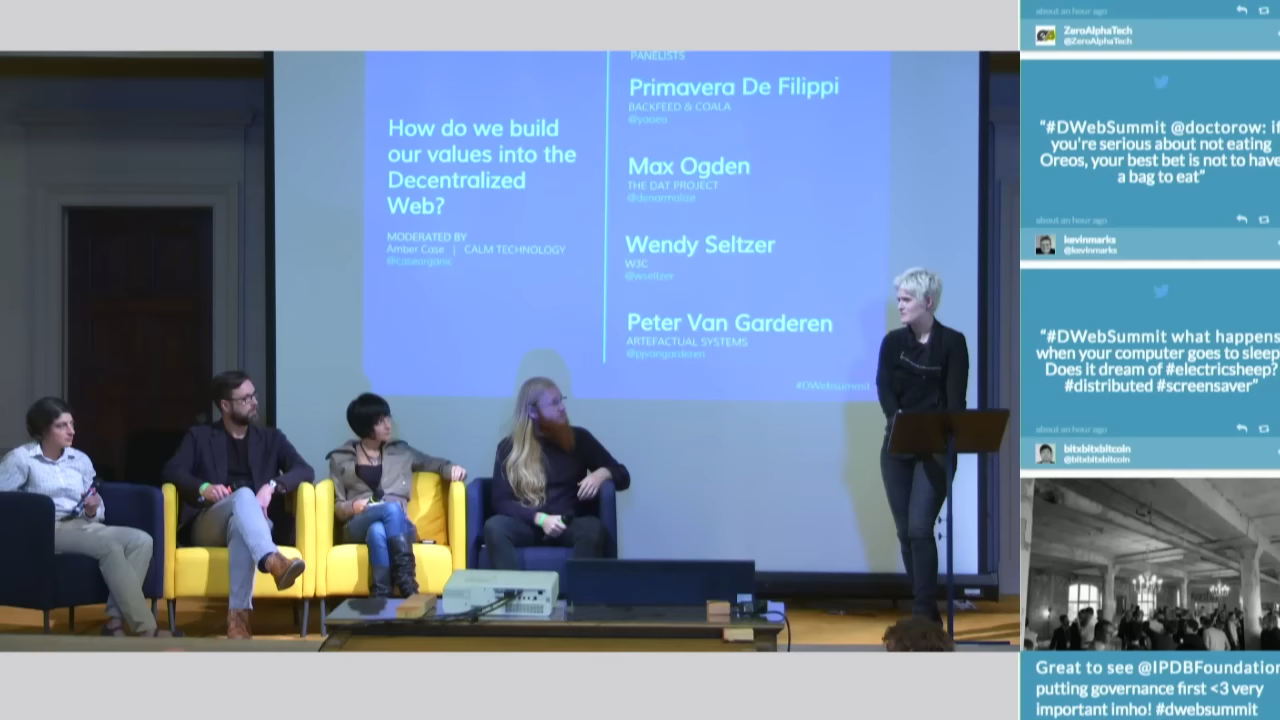 How do we build
our values into the
Decentralized
Web?
MODERATED BY
Amber Case | CALM TECHNOLOGY
@caseorganic
PANELISTS
Primavera De Filippi
BACKFEED & COALA
@yaoeo
Max Ogden
THE DAT PROJECT
@denormalize
Wendy Seltzer
W3C
@wseltzer
Peter Van Garderen
ARTEFACTUAL SYSTEMS
@pjvangarderen
#DWebsummit
about an hour ago
ZeroAlphaTech
@ZeroAlphaTech
“#DWebSummit @doctorow: if
you're serious about not eating
Oreos, your best bet is not to have
a bag to eat”
about an hour ago
kevinmarks
@kevinmarks
“#DWebSummit what happens
when your computer goes to sleep
Does it dream of #electricsheep?
#distributed #screensaver”
about an hour ago
bitxbitxbitcoin
@bitxbitxbitcoin
Great to see @IPDBFoundation
putting governance first <3 very
important imho! #dwebsummit